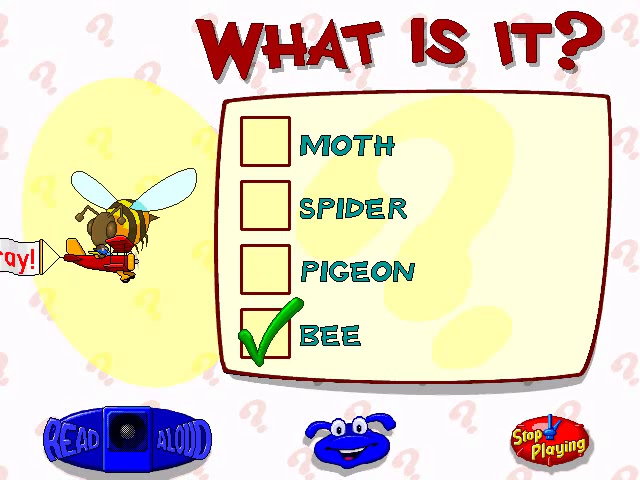 WHAT IS IT?
MOTH
SPIDER
PIGEON
BEE
ray!
READ ALOUD
Stop
Playing